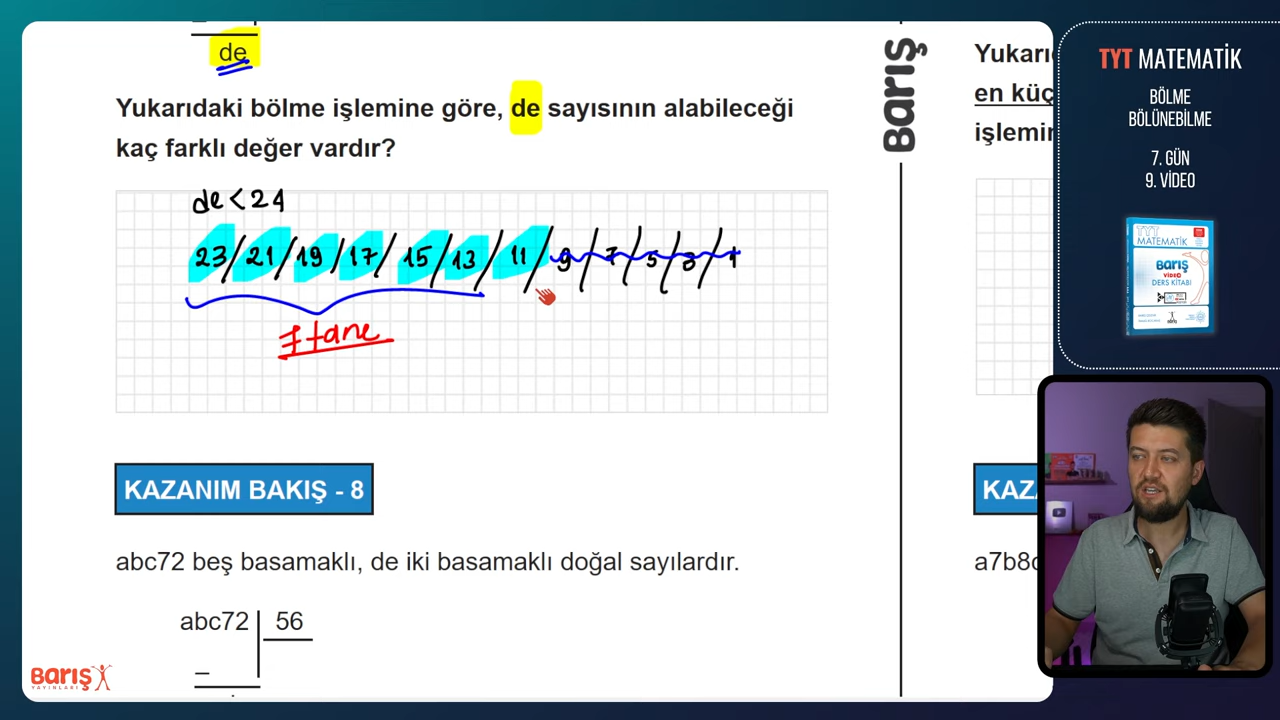 de
Yukarıdaki bölme işlemine göre, de sayısının alabileceği
kaç farklı değer vardır?
de < 24
23/21/19/17/15/13/11/9/7/5/3/1
7 tane
KAZANIM BAKIŞ - 8
abc72 beş basamaklı, de iki basamaklı doğal sayılardır.
abc72 56
–
BARIŞ
YAYINLARI
Barış
Yukarı
en küç
işlemin
KAZ
a7b8c
TYT MATEMATİK
BÖLME
BÖLÜNEBİLME
7. GÜN
9. VİDEO
TYT
MATEMATİK
Barış
VİDEO
DERS KİTABI